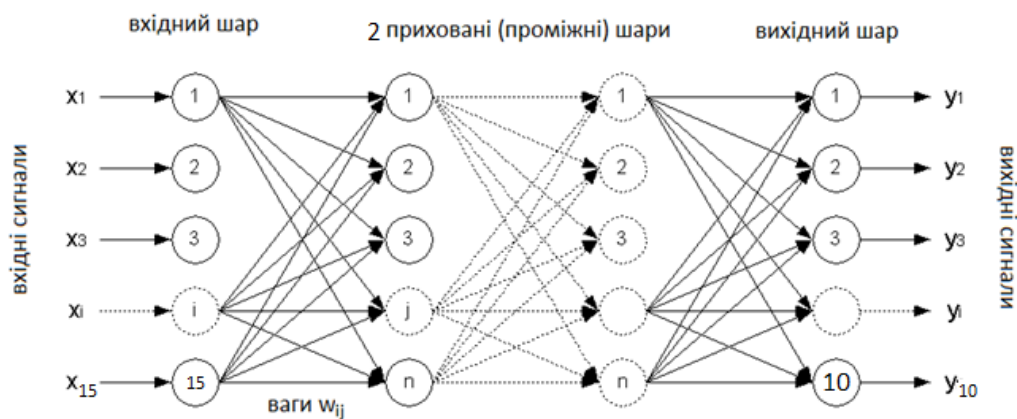 вхідний шар
2 приховані (проміжні) шари
вихідний шар
x1 1 1 1 1 y1
x2 2 2 2 2 y2
x3 3 3 3 3 y3
xi i j yi
x15 15 n n 10 y10
ваги wij
вхідні сигнали
вихідні сигнали